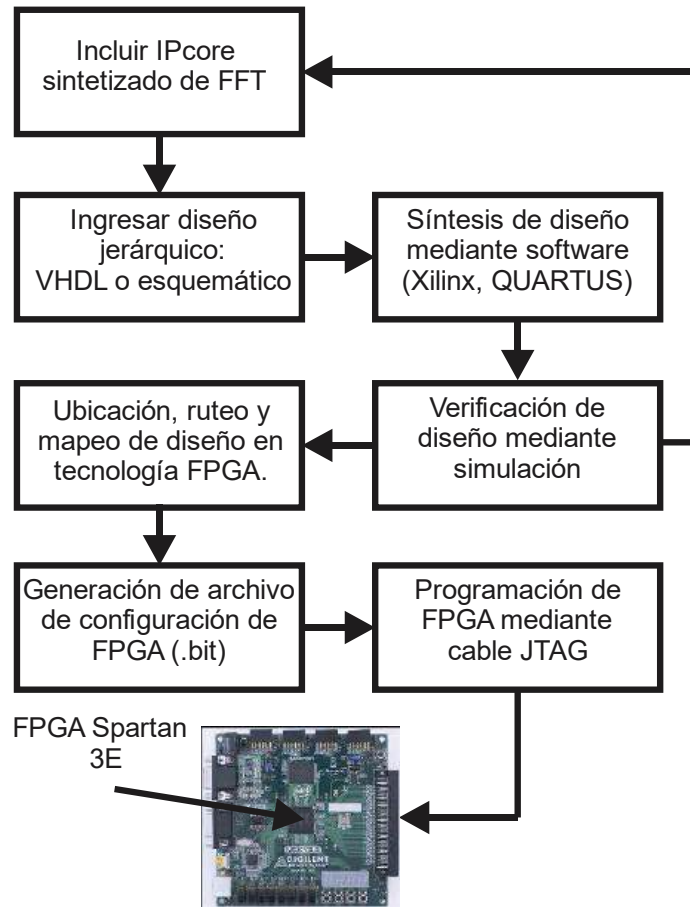 Incluir IPcore
sintetizado de FFT
Ingresar diseño
jerárquico:
VHDL o esquemático
Síntesis de diseño
mediante software
(Xilinx, QUARTUS)
Ubicación, ruteo y
mapeo de diseño en
tecnología FPGA.
Verificación de
diseño mediante
simulación
Generación de archivo
de configuración de
FPGA (.bit)
Programación de
FPGA mediante
cable JTAG
FPGA Spartan
3E
DIGILENT